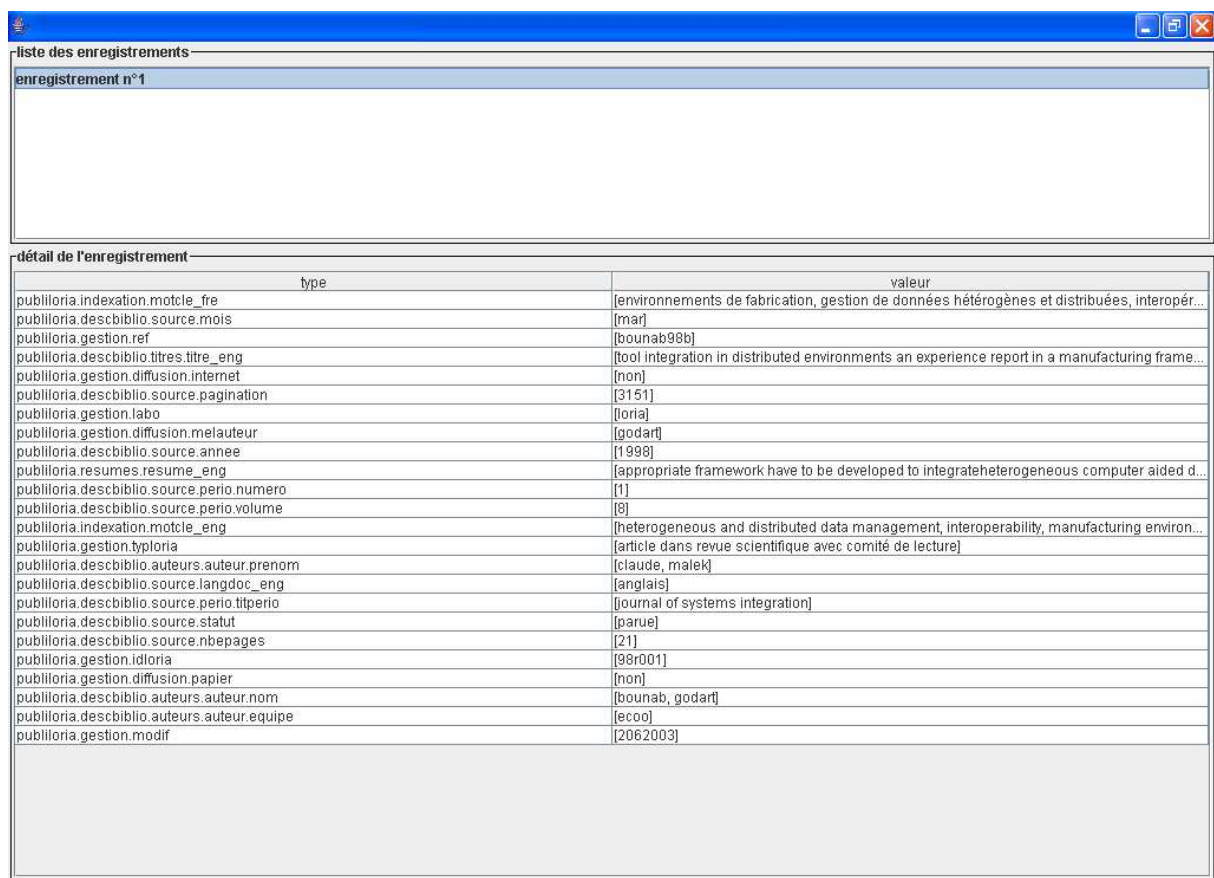 liste des enregistrements
enregistrement n°1
détail de l'enregistrement
type valeur
publiloria.indexation.motcle_fre [environnements de fabrication, gestion de données hétérogènes et distribuées, interopér...
publiloria.descbiblio.source.mois [mar]
publiloria.gestion.ref [bounab98b]
publiloria.descbiblio.titres.titre_eng [tool integration in distributed environments an experience report in a manufacturing frame...
publiloria.gestion.diffusion.internet [non]
publiloria.descbiblio.source.pagination [3151]
publiloria.gestion.labo [loria]
publiloria.gestion.diffusion.melauteur [godart]
publiloria.descbiblio.source.annee [1998]
publiloria.resumes.resume_eng [appropriate framework have to be developed to integrateheterogeneous computer aided d...
publiloria.descbiblio.source.perio.numero [1]
publiloria.descbiblio.source.perio.volume [8]
publiloria.indexation.motcle_eng [heterogeneous and distributed data management, interoperability, manufacturing environ...
publiloria.gestion.typloria [article dans revue scientifique avec comité de lecture]
publiloria.descbiblio.auteurs.auteur.prenom [claude, malek]
publiloria.descbiblio.source.langdoc_eng [anglais]
publiloria.descbiblio.source.perio.titperio [journal of systems integration]
publiloria.descbiblio.source.statut [parue]
publiloria.descbiblio.source.nbepages [21]
publiloria.gestion.idloria [98r001]
publiloria.gestion.diffusion.papier [non]
publiloria.descbiblio.auteurs.auteur.nom [bounab, godart]
publiloria.descbiblio.auteurs.auteur.equipe [ecoo]
publiloria.gestion.modif [2062003]